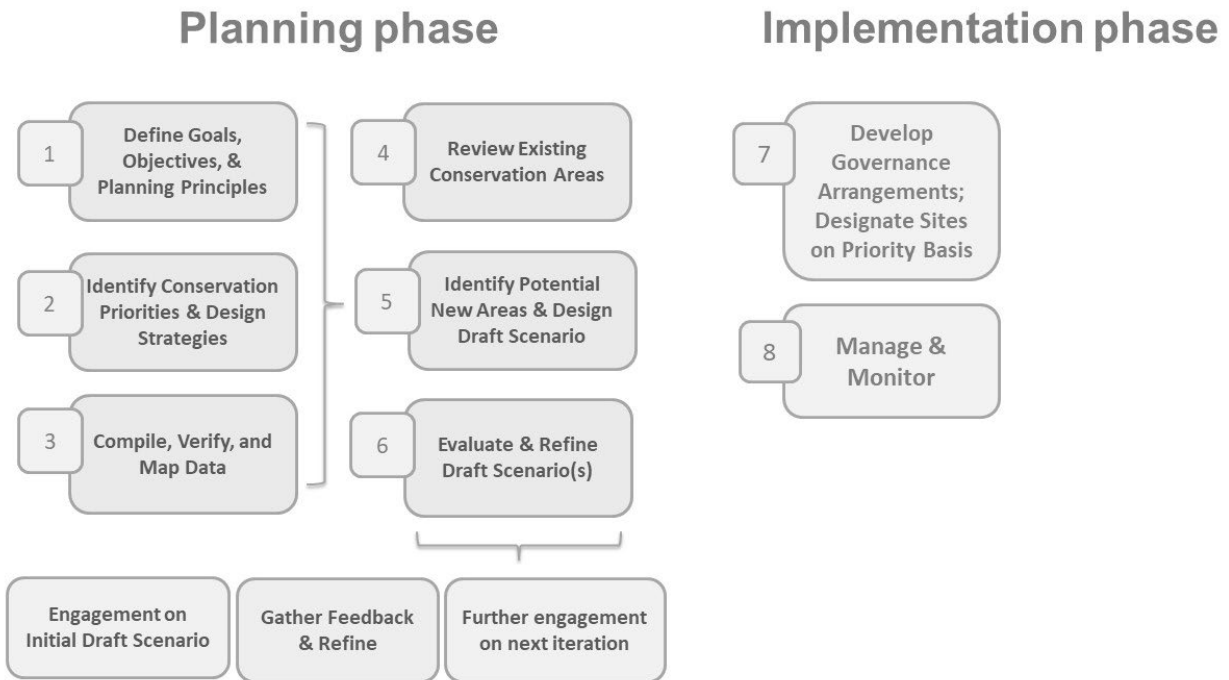 Planning phase
Implementation phase
1
Define Goals,
Objectives, &
Planning Principles
2
Identify Conservation
Priorities & Design
Strategies
3
Compile, Verify, and
Map Data
4
Review Existing
Conservation Areas
5
Identify Potential
New Areas & Design
Draft Scenario
6
Evaluate & Refine
Draft Scenario(s)
Engagement on
Initial Draft Scenario
Gather Feedback
& Refine
Further engagement
on next iteration
7
Develop
Governance
Arrangements;
Designate Sites
on Priority Basis
8
Manage &
Monitor